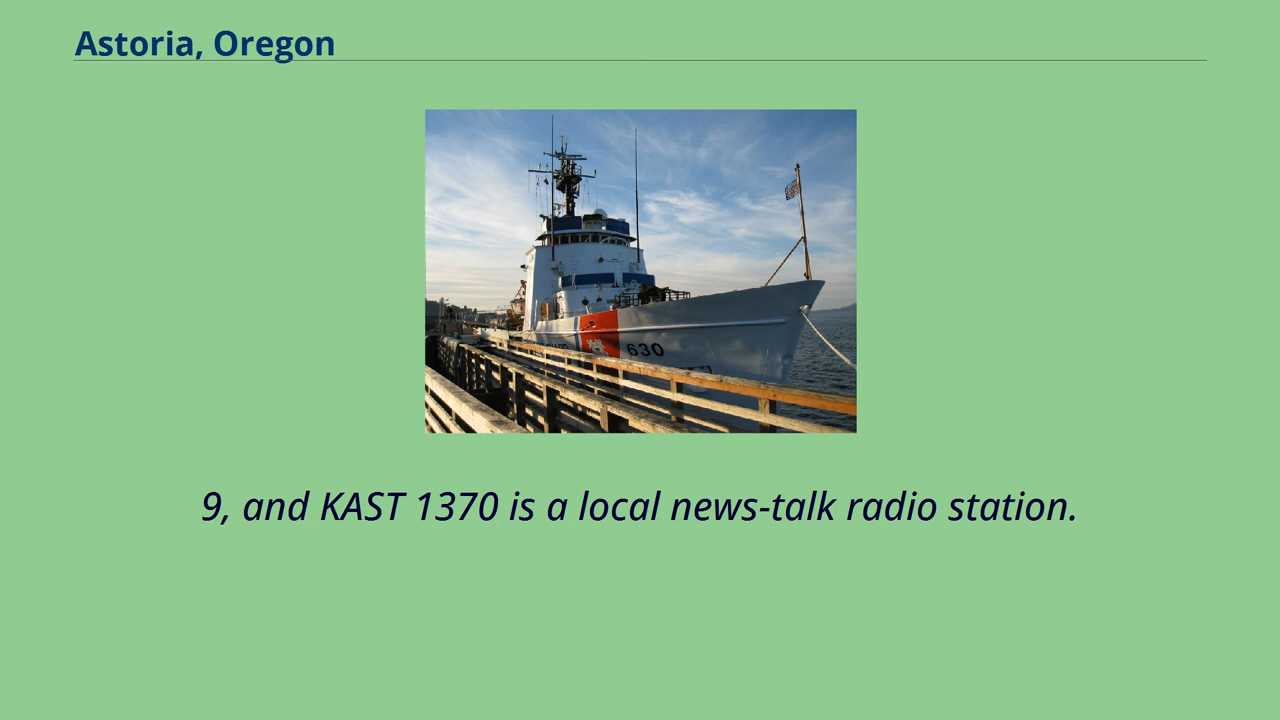 Astoria, Oregon
630
9, and KAST 1370 is a local news-talk radio station.